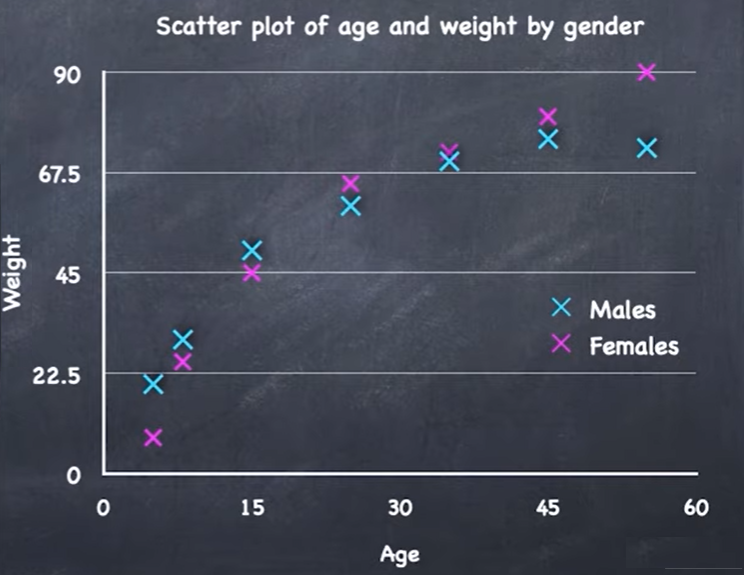 Scatter plot of age and weight by gender
90
67.5
45
22.5
0
Weight
Males
Females
0 15 30 45 60
Age